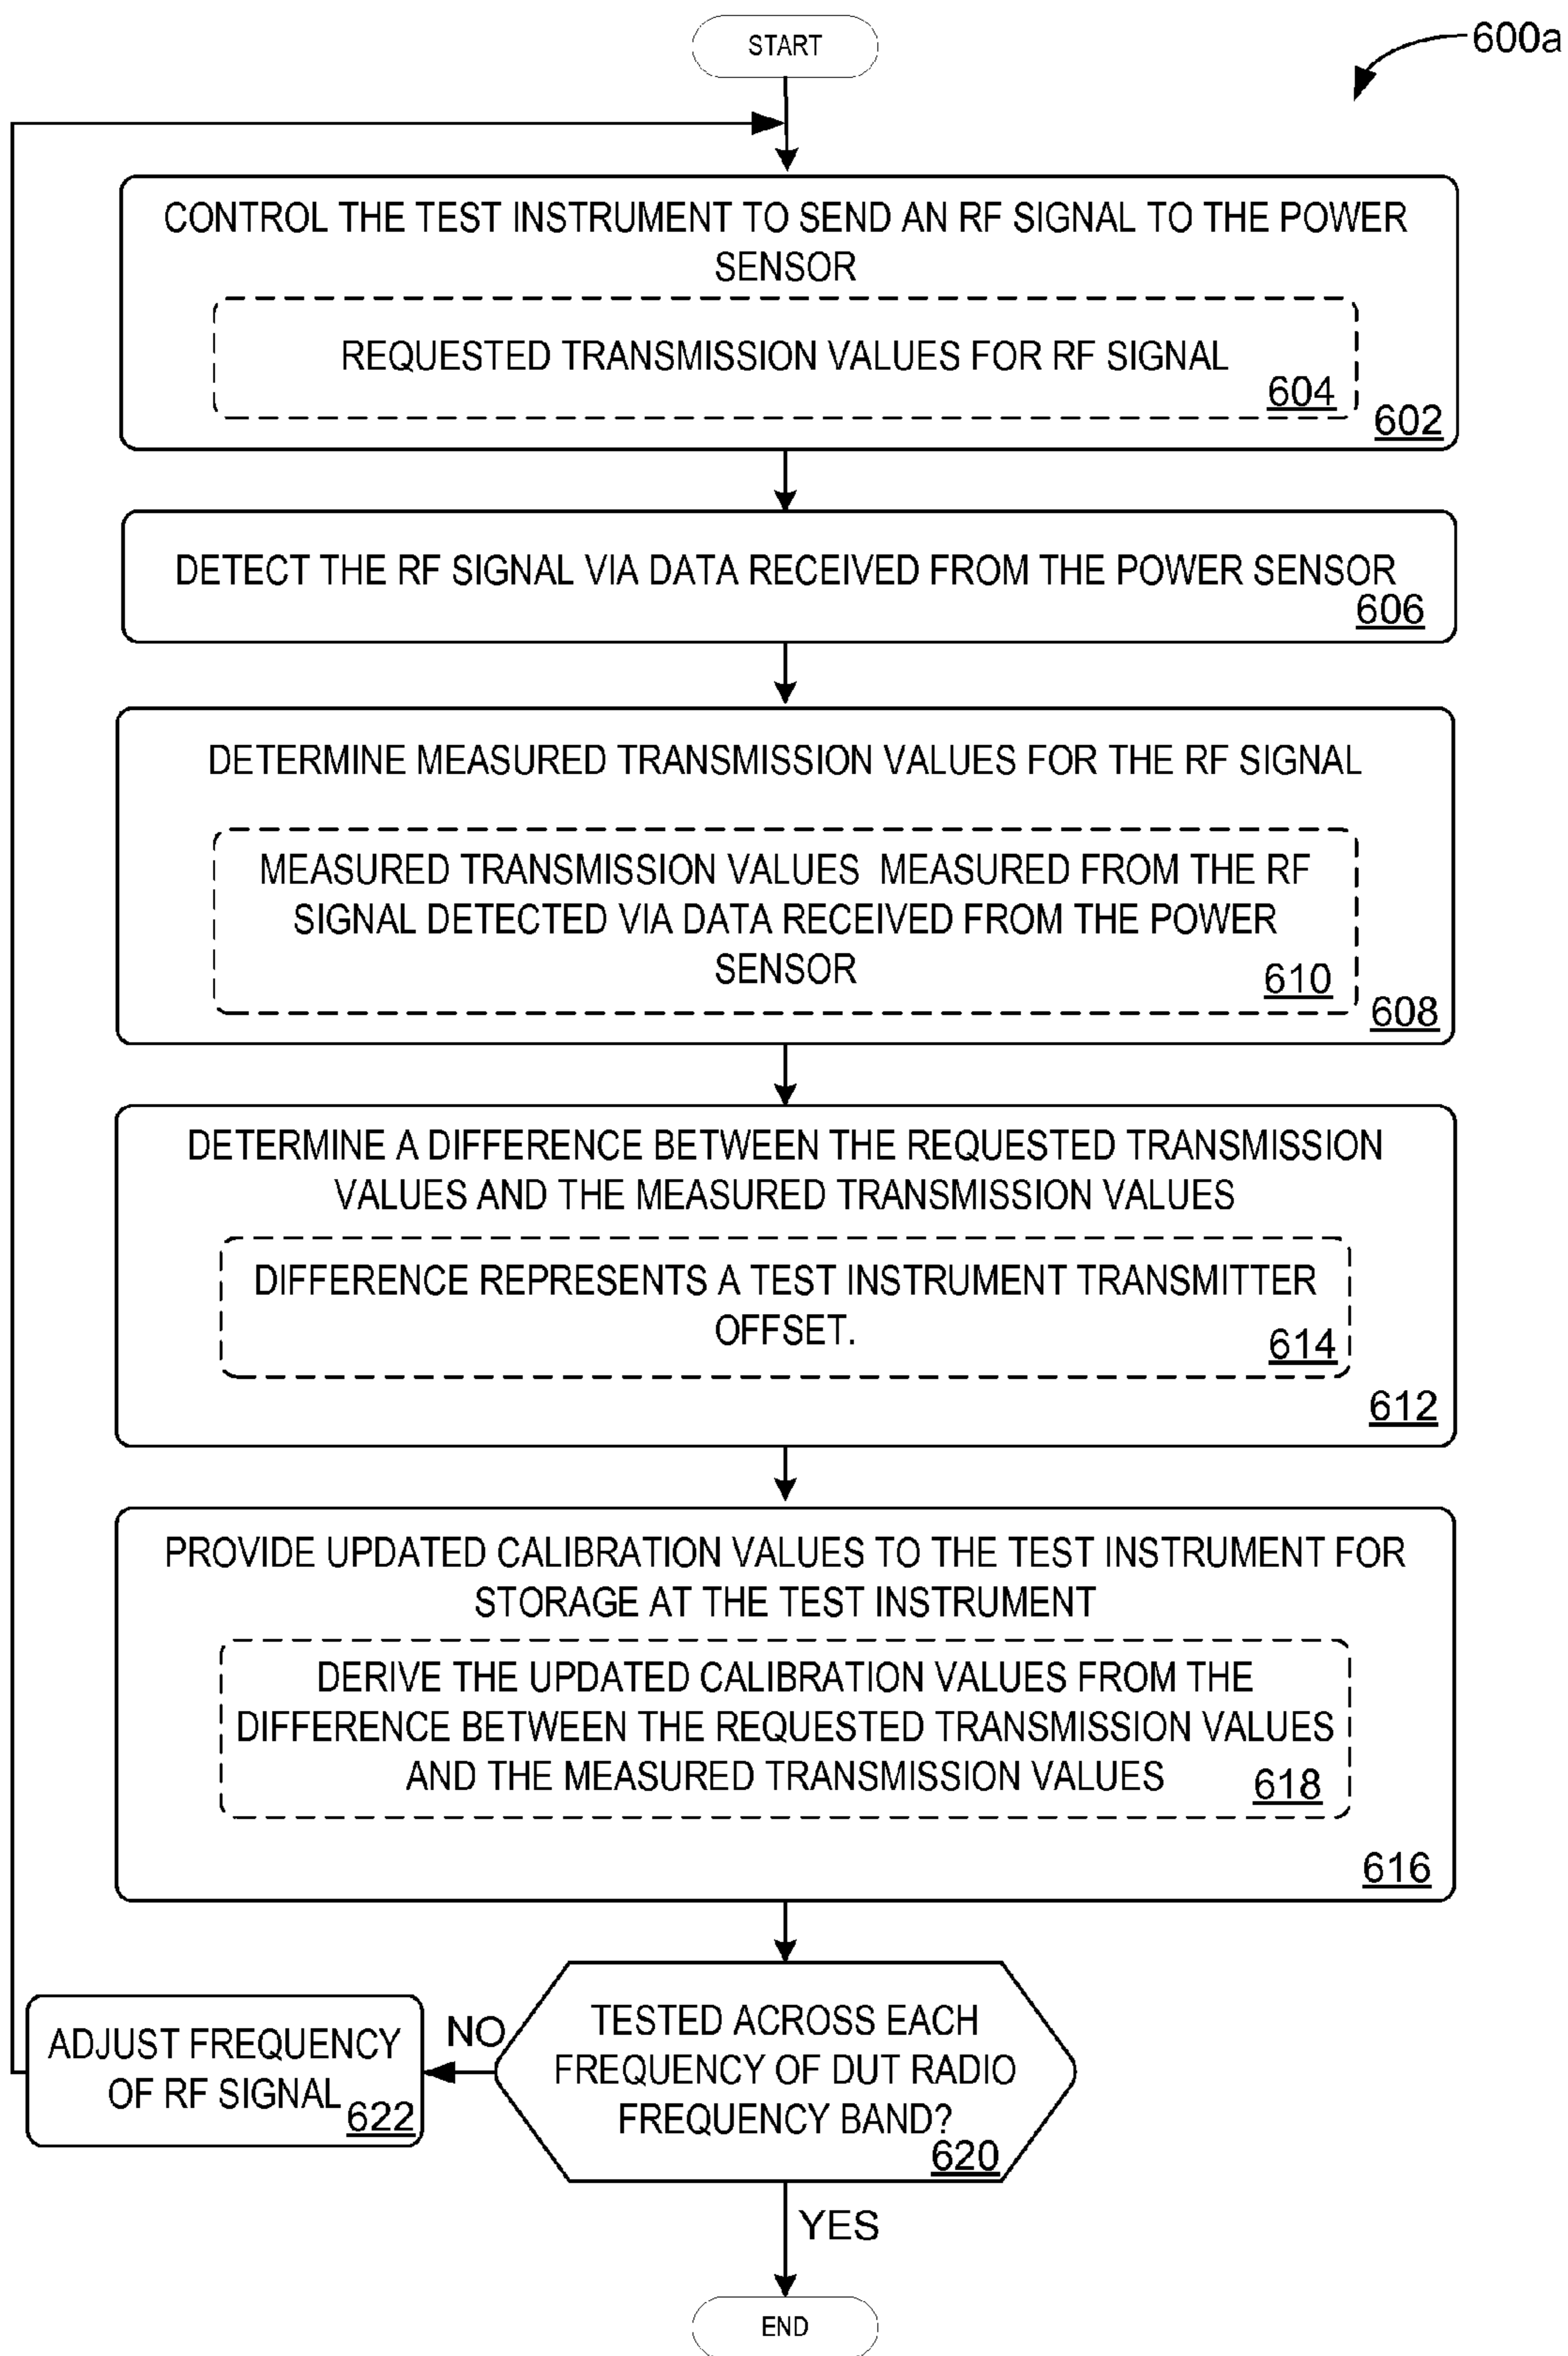 START
600a
CONTROL THE TEST INSTRUMENT TO SEND AN RF SIGNAL TO THE POWER
SENSOR
REQUESTED TRANSMISSION VALUES FOR RF SIGNAL
604
602
DETECT THE RF SIGNAL VIA DATA RECEIVED FROM THE POWER SENSOR
606
DETERMINE MEASURED TRANSMISSION VALUES FOR THE RF SIGNAL
MEASURED TRANSMISSION VALUES MEASURED FROM THE RF
SIGNAL DETECTED VIA DATA RECEIVED FROM THE POWER
SENSOR
610
608
DETERMINE A DIFFERENCE BETWEEN THE REQUESTED TRANSMISSION
VALUES AND THE MEASURED TRANSMISSION VALUES
DIFFERENCE REPRESENTS A TEST INSTRUMENT TRANSMITTER
OFFSET.
614
612
PROVIDE UPDATED CALIBRATION VALUES TO THE TEST INSTRUMENT FOR
STORAGE AT THE TEST INSTRUMENT
DERIVE THE UPDATED CALIBRATION VALUES FROM THE
DIFFERENCE BETWEEN THE REQUESTED TRANSMISSION VALUES
AND THE MEASURED TRANSMISSION VALUES
618
616
TESTED ACROSS EACH
FREQUENCY OF DUT RADIO
FREQUENCY BAND?
620
NO
ADJUST FREQUENCY
OF RF SIGNAL
622
YES
END